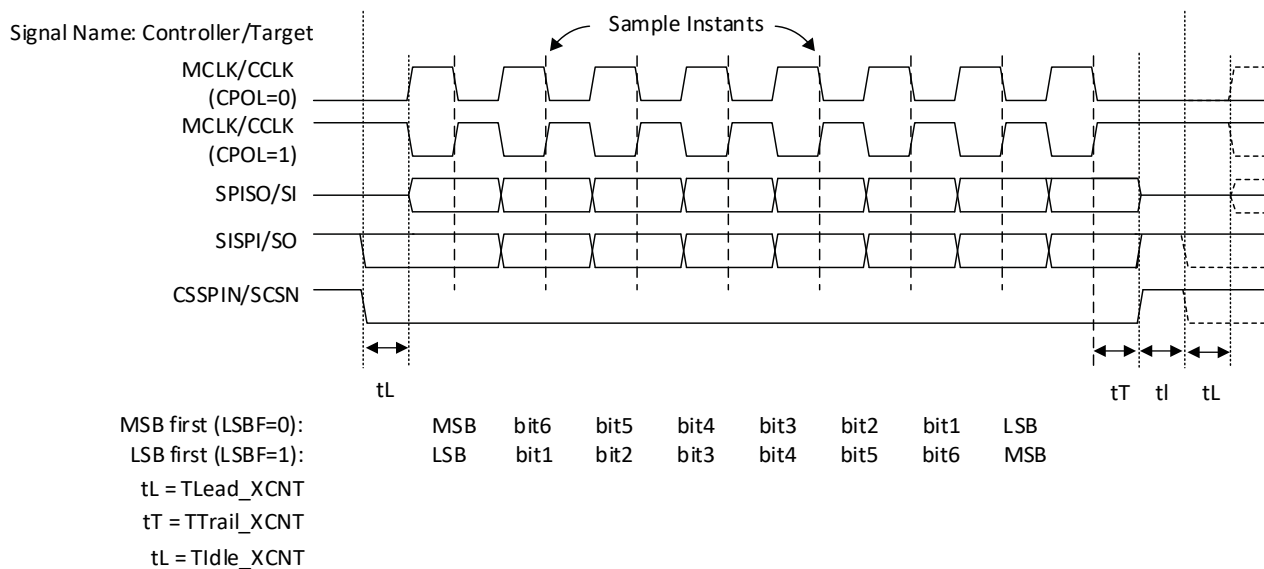 Sample Instants
Signal Name: Controller/Target
MCLK/CCLK
(CPOL=0)
MCLK/CCLK
(CPOL=1)
SPISO/SI
SISPI/SO
CSSPIN/SCSN
tL tT tI tL
MSB first (LSBF=0): MSB bit6 bit5 bit4 bit3 bit2 bit1 LSB
LSB first (LSBF=1): LSB bit1 bit2 bit3 bit4 bit5 bit6 MSB
tL = TLead_XCNT
tT = TTrail_XCNT
tL = TIdle_XCNT